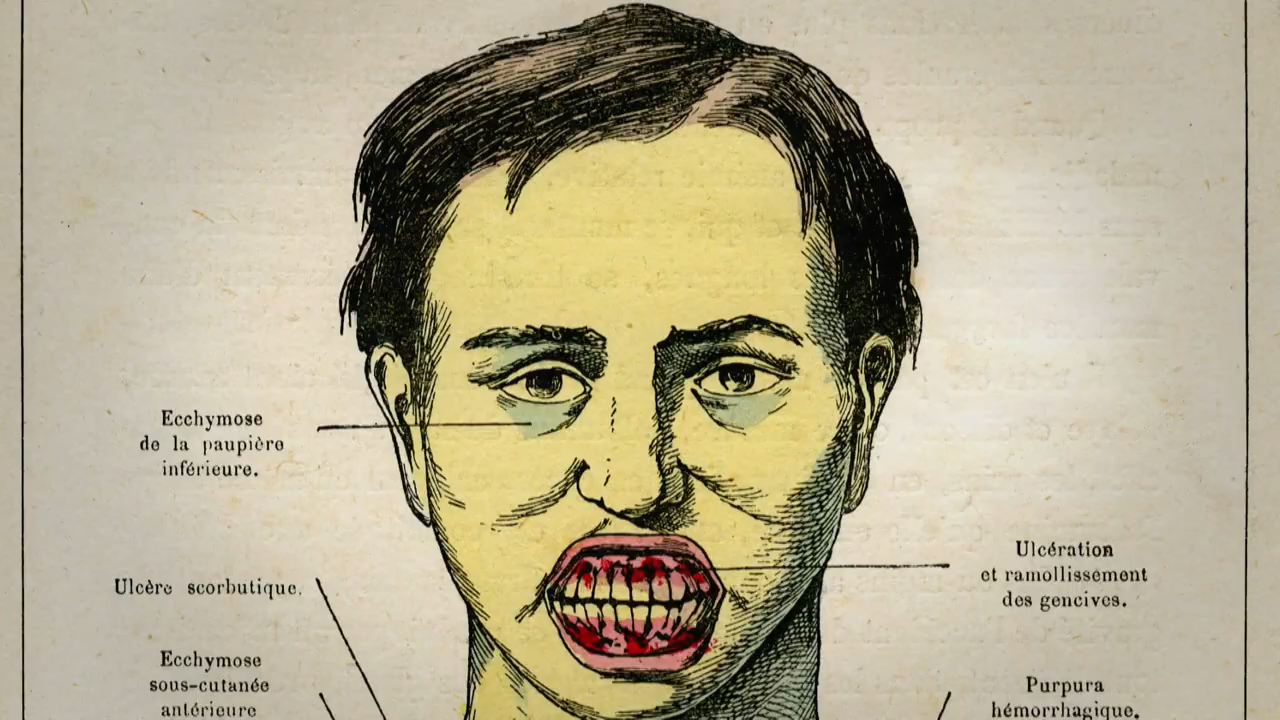 Ecchymose
de la paupière
inférieure.
Ulcère scorbutique.
Ecchymose
sous-cutanée
antérieure
Ulcération
et ramollissement
des gencives.
Purpura
hémorrhagique.